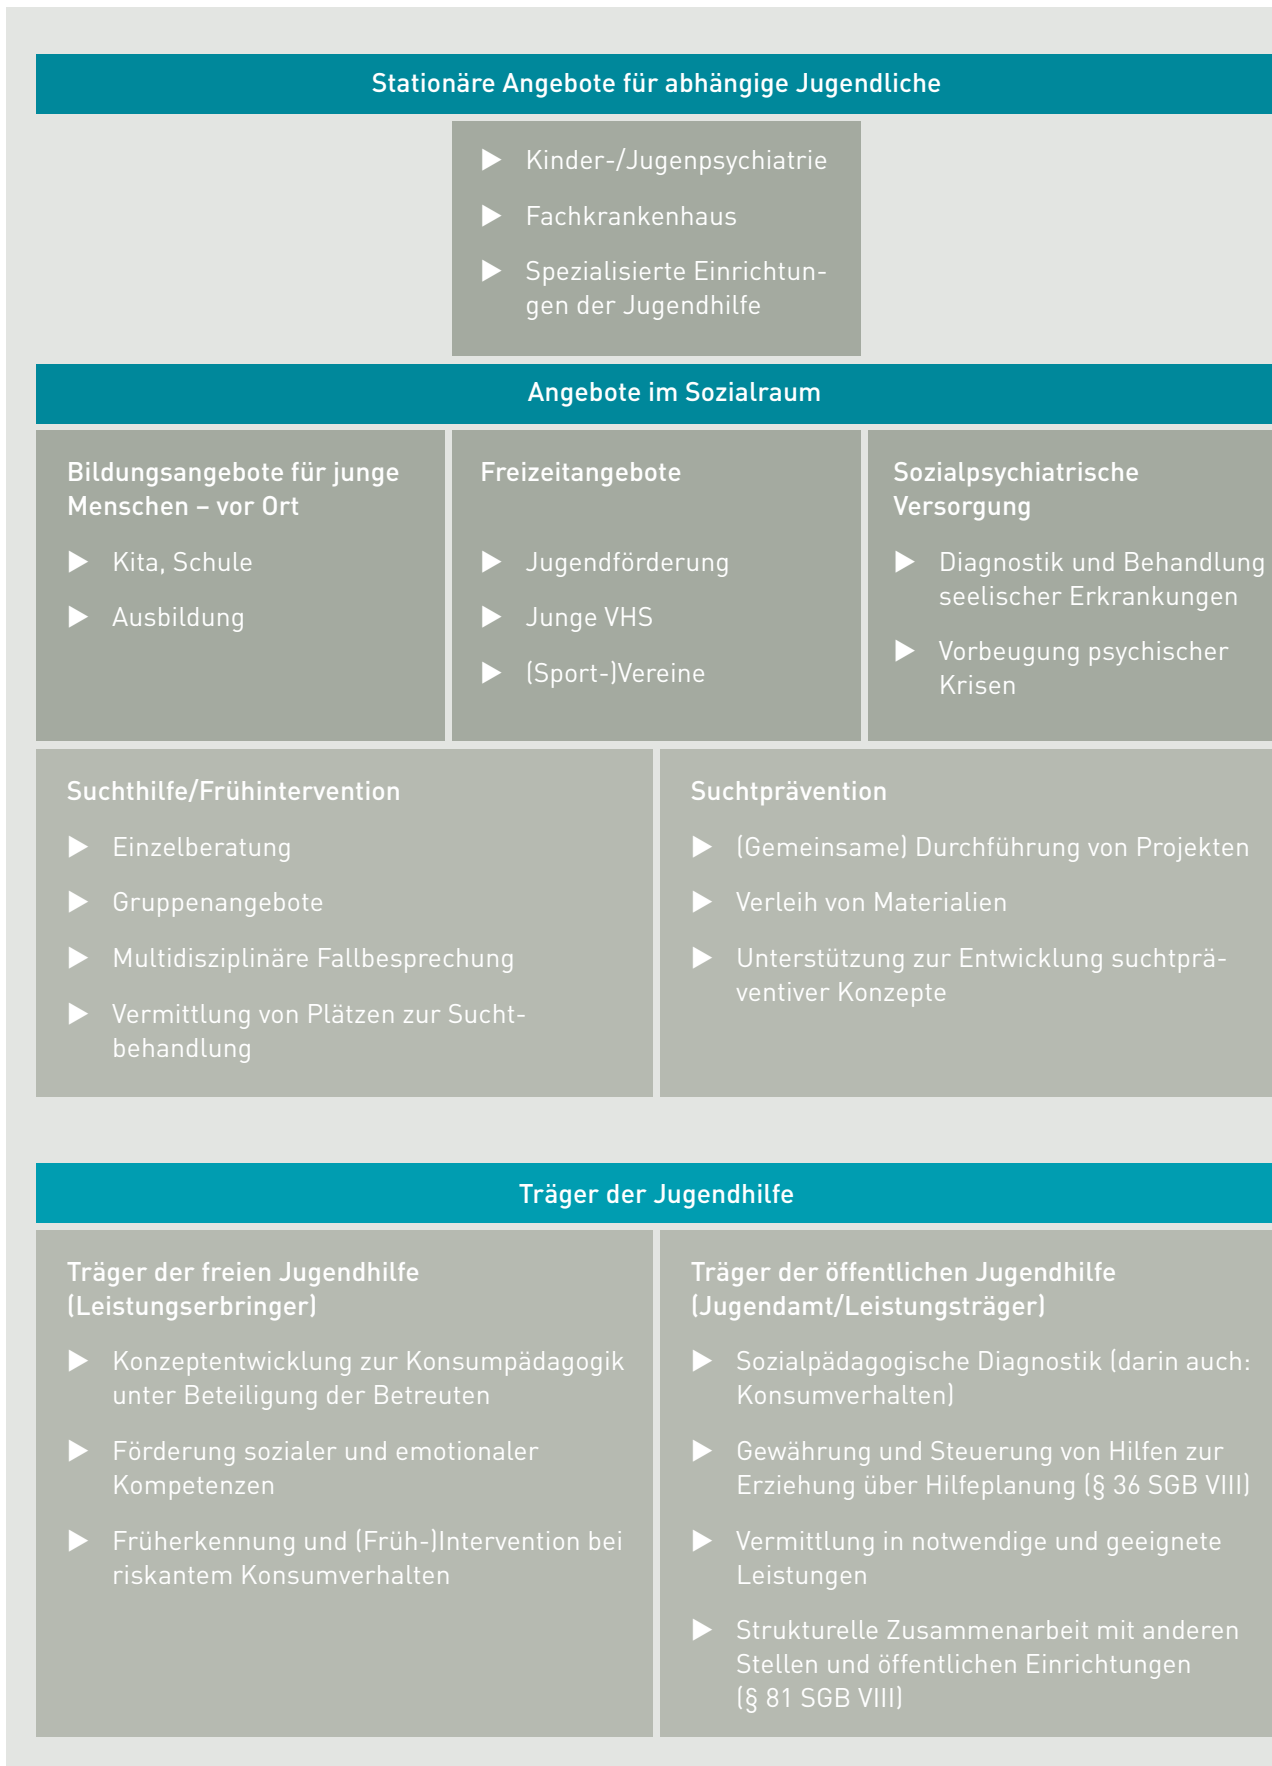 Stationäre Angebote für abhängige Jugendliche
▶ Kinder-/Jugenpsychiatrie
▶ Fachkrankenhaus
▶ Spezialisierte Einrichtun-
gen der Jugendhilfe
Angebote im Sozialraum
Bildungsangebote für junge
Menschen – vor Ort
▶ Kita, Schule
▶ Ausbildung
Freizeitangebote
▶ Jugendförderung
▶ Junge VHS
▶ (Sport-)Vereine
Sozialpsychiatrische
Versorgung
▶ Diagnostik und Behandlung
seelischer Erkrankungen
▶ Vorbeugung psychischer
Krisen
Suchthilfe/Frühintervention
▶ Einzelberatung
▶ Gruppenangebote
▶ Multidisziplinäre Fallbesprechung
▶ Vermittlung von Plätzen zur Sucht-
behandlung
Suchtprävention
▶ (Gemeinsame) Durchführung von Projekten
▶ Verleih von Materialien
▶ Unterstützung zur Entwicklung suchtprä-
ventiver Konzepte
Träger der Jugendhilfe
Träger der freien Jugendhilfe
(Leistungserbringer)
▶ Konzeptentwicklung zur Konsumpädagogik
unter Beteiligung der Betreuten
▶ Förderung sozialer und emotionaler
Kompetenzen
▶ Früherkennung und (Früh-)Intervention bei
riskantem Konsumverhalten
Träger der öffentlichen Jugendhilfe
(Jugendamt/Leistungsträger)
▶ Sozialpädagogische Diagnostik (darin auch:
Konsumverhalten)
▶ Gewährung und Steuerung von Hilfen zur
Erziehung über Hilfeplanung (§ 36 SGB VIII)
▶ Vermittlung in notwendige und geeignete
Leistungen
▶ Strukturelle Zusammenarbeit mit anderen
Stellen und öffentlichen Einrichtungen
(§ 81 SGB VIII)